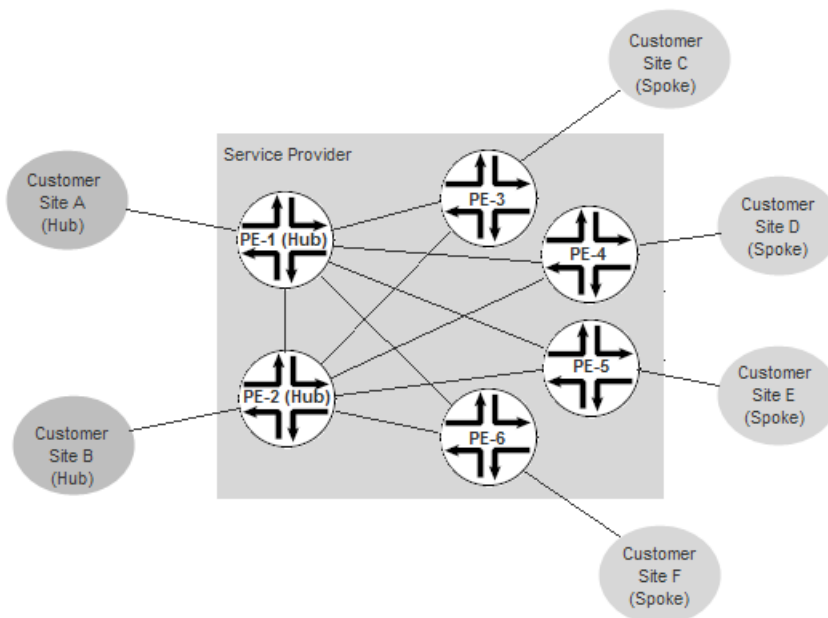 Customer
Site C
(Spoke)
Service Provider
Customer
Site A
(Hub)
PE-3
PE-1 (Hub)
Customer
Site D
(Spoke)
PE-4
PE-5
PE-2 (Hub)
Customer
Site E
(Spoke)
PE-6
Customer
Site B
(Hub)
Customer
Site F
(Spoke)